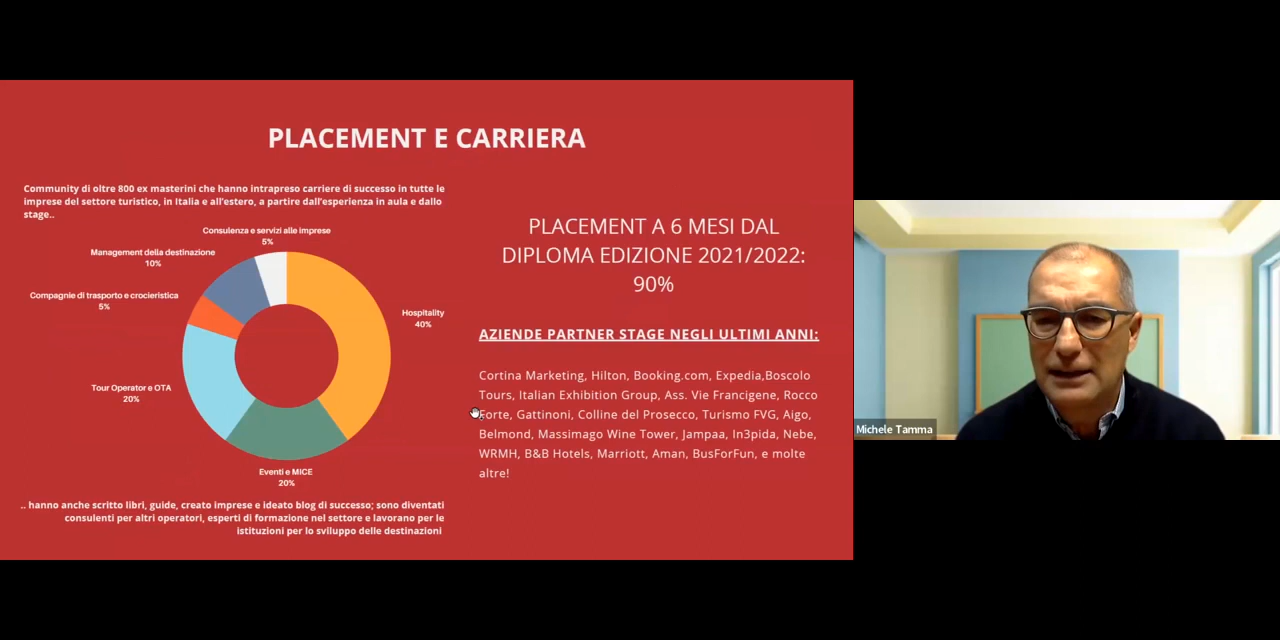 PLACEMENT E CARRIERA
Community di oltre 800 ex masterini che hanno intrapreso carriere di successo in tutte le
imprese del settore turistico, in Italia e all'estero, a partire dall'esperienza in aula e dallo
stage..
Consulenza e servizi alle imprese
5%
Management della destinazione
10%
Compagnie di trasporto e crocieristica
5%
Hospitality
40%
Tour Operator e OTA
20%
Eventi e MICE
20%
.. hanno anche scritto libri, guide, creato imprese e ideato blog di successo; sono diventati
consulenti per altri operatori, esperti di formazione nel settore e lavorano per le
istituzioni per lo sviluppo delle destinazioni
PLACEMENT A 6 MESI DAL
DIPLOMA EDIZIONE 2021/2022:
90%
AZIENDE PARTNER STAGE NEGLI ULTIMI ANNI:
Cortina Marketing, Hilton, Booking.com, Expedia,Boscolo
Tours, Italian Exhibition Group, Ass. Vie Francigene, Rocco
Forte, Gattinoni, Colline del Prosecco, Turismo FVG, Aigo,
Belmond, Massimago Wine Tower, Jampaa, In3pida, Nebe,
WRMH, B&B Hotels, Marriott, Aman, BusForFun, e molte
altre!
Michele Tamma